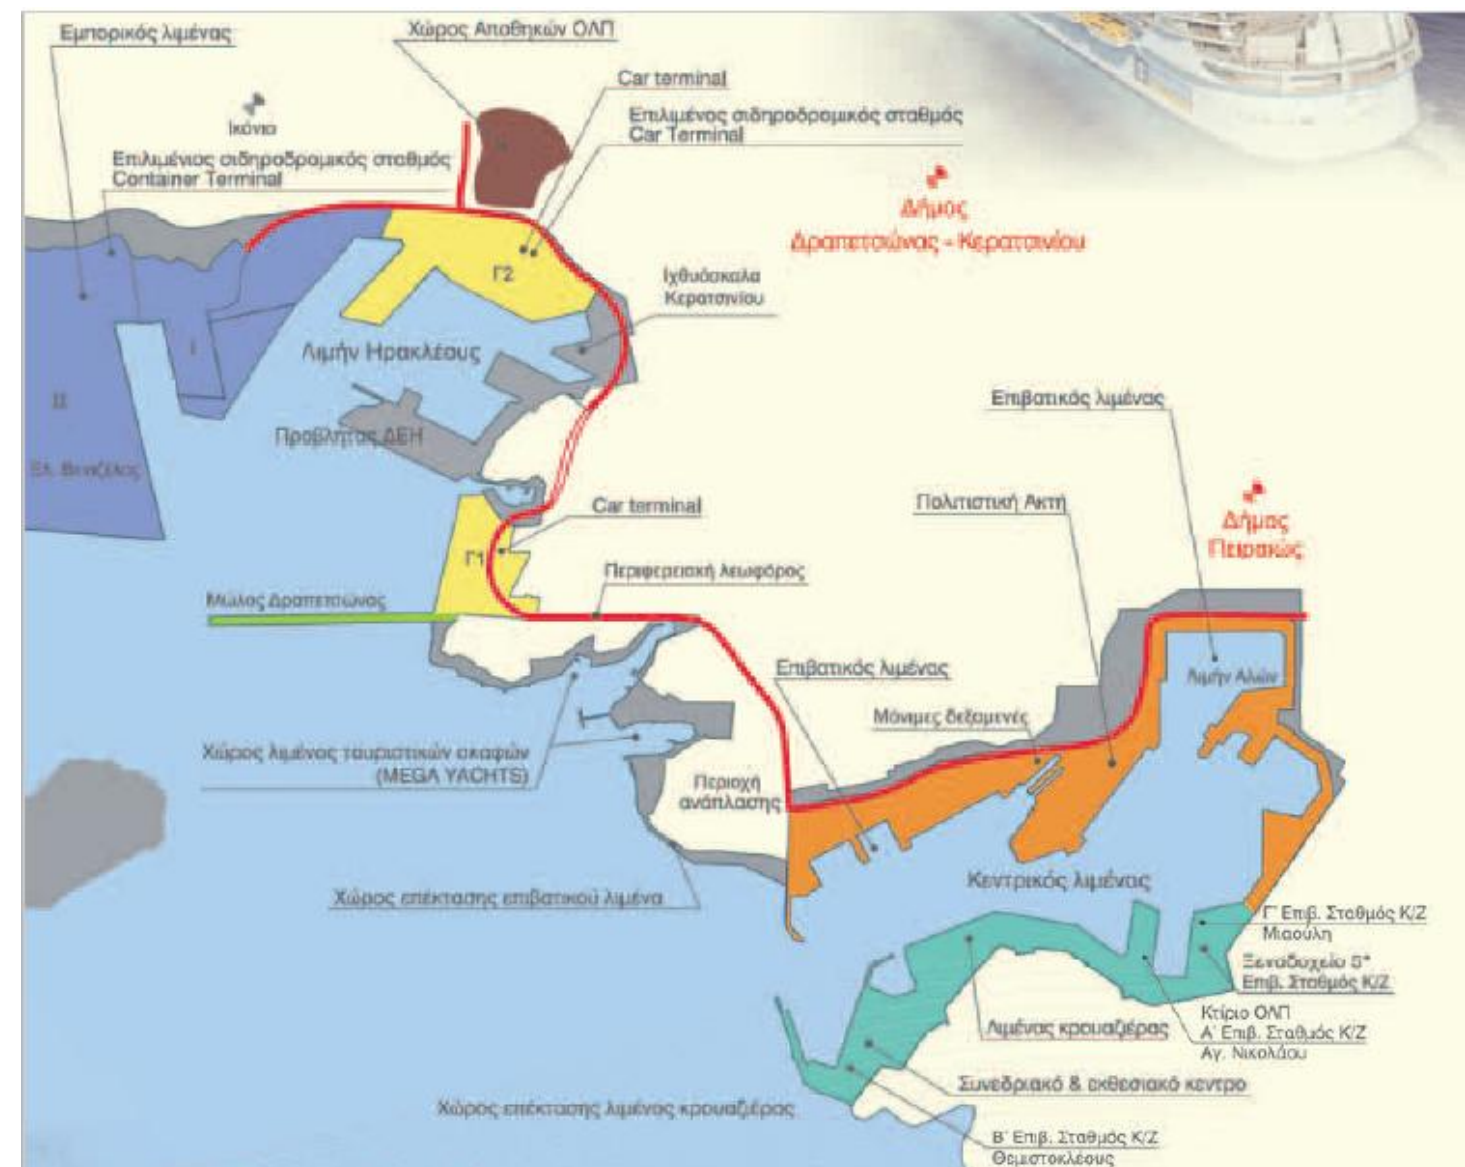 Εμπορικός λιμένας
Χώρος Αποθηκών ΟΛΠ
Car terminal
Επιλιμένος σιδηροδρομικός σταθμός
Car Terminal
Ικόνιο
Επιλιμένιος σιδηροδρομικός σταθμός
Container Terminal
Δήμος
Δραπετσώνας - Κερατσινίου
Γ2
Ιχθυόσκαλα
Κερατσινίου
Λιμήν Ηρακλέους
Ι
ΙΙ
Προβλήτας ΔΕΗ
Ελ. Βενιζέλος
Επιβατικός λιμένας
Πολιτιστική Ακτή
Δήμος
Πειραιώς
Car terminal
Γ1
Περιφερειακή λεωφόρος
Μώλος Δραπετσώνας
Επιβατικός λιμένας
Λιμήν Αλών
Μόνιμες δεξαμενές
Χώρος λιμένος τουριστικών σκαφών
(MEGA YACHTS)
Περιοχή
ανάπλασης
Κεντρικός λιμένας
Χώρος επέκτασης επιβατικού λιμένα
Γ' Επιβ. Σταθμός Κ/Ζ
Μιαούλη
Ξενοδοχείο 5*
Επιβ. Σταθμός Κ/Ζ
Κτίριο ΟΛΠ
Α' Επιβ. Σταθμός Κ/Ζ
Αγ. Νικολάου
Λιμένας κρουαζιέρας
Συνεδριακό & εκθεσιακό κεντρο
Χώρος επέκτασης λιμένος κρουαζιέρας
Β' Επιβ. Σταθμός Κ/Ζ
Θεμιστοκλέους